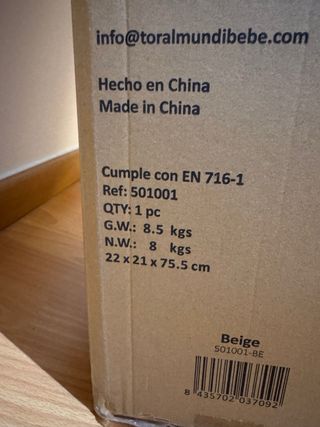 info@toralmundibebe.com
Hecho en China
Made in China
Cumple con EN 716-1
Ref: 501001
QTY: 1 pc
G.W.: 8.5 kgs
N.W.: 8 kgs
22 x 21 x 75.5 cm
Beige
501001-BE
8 435702 037092